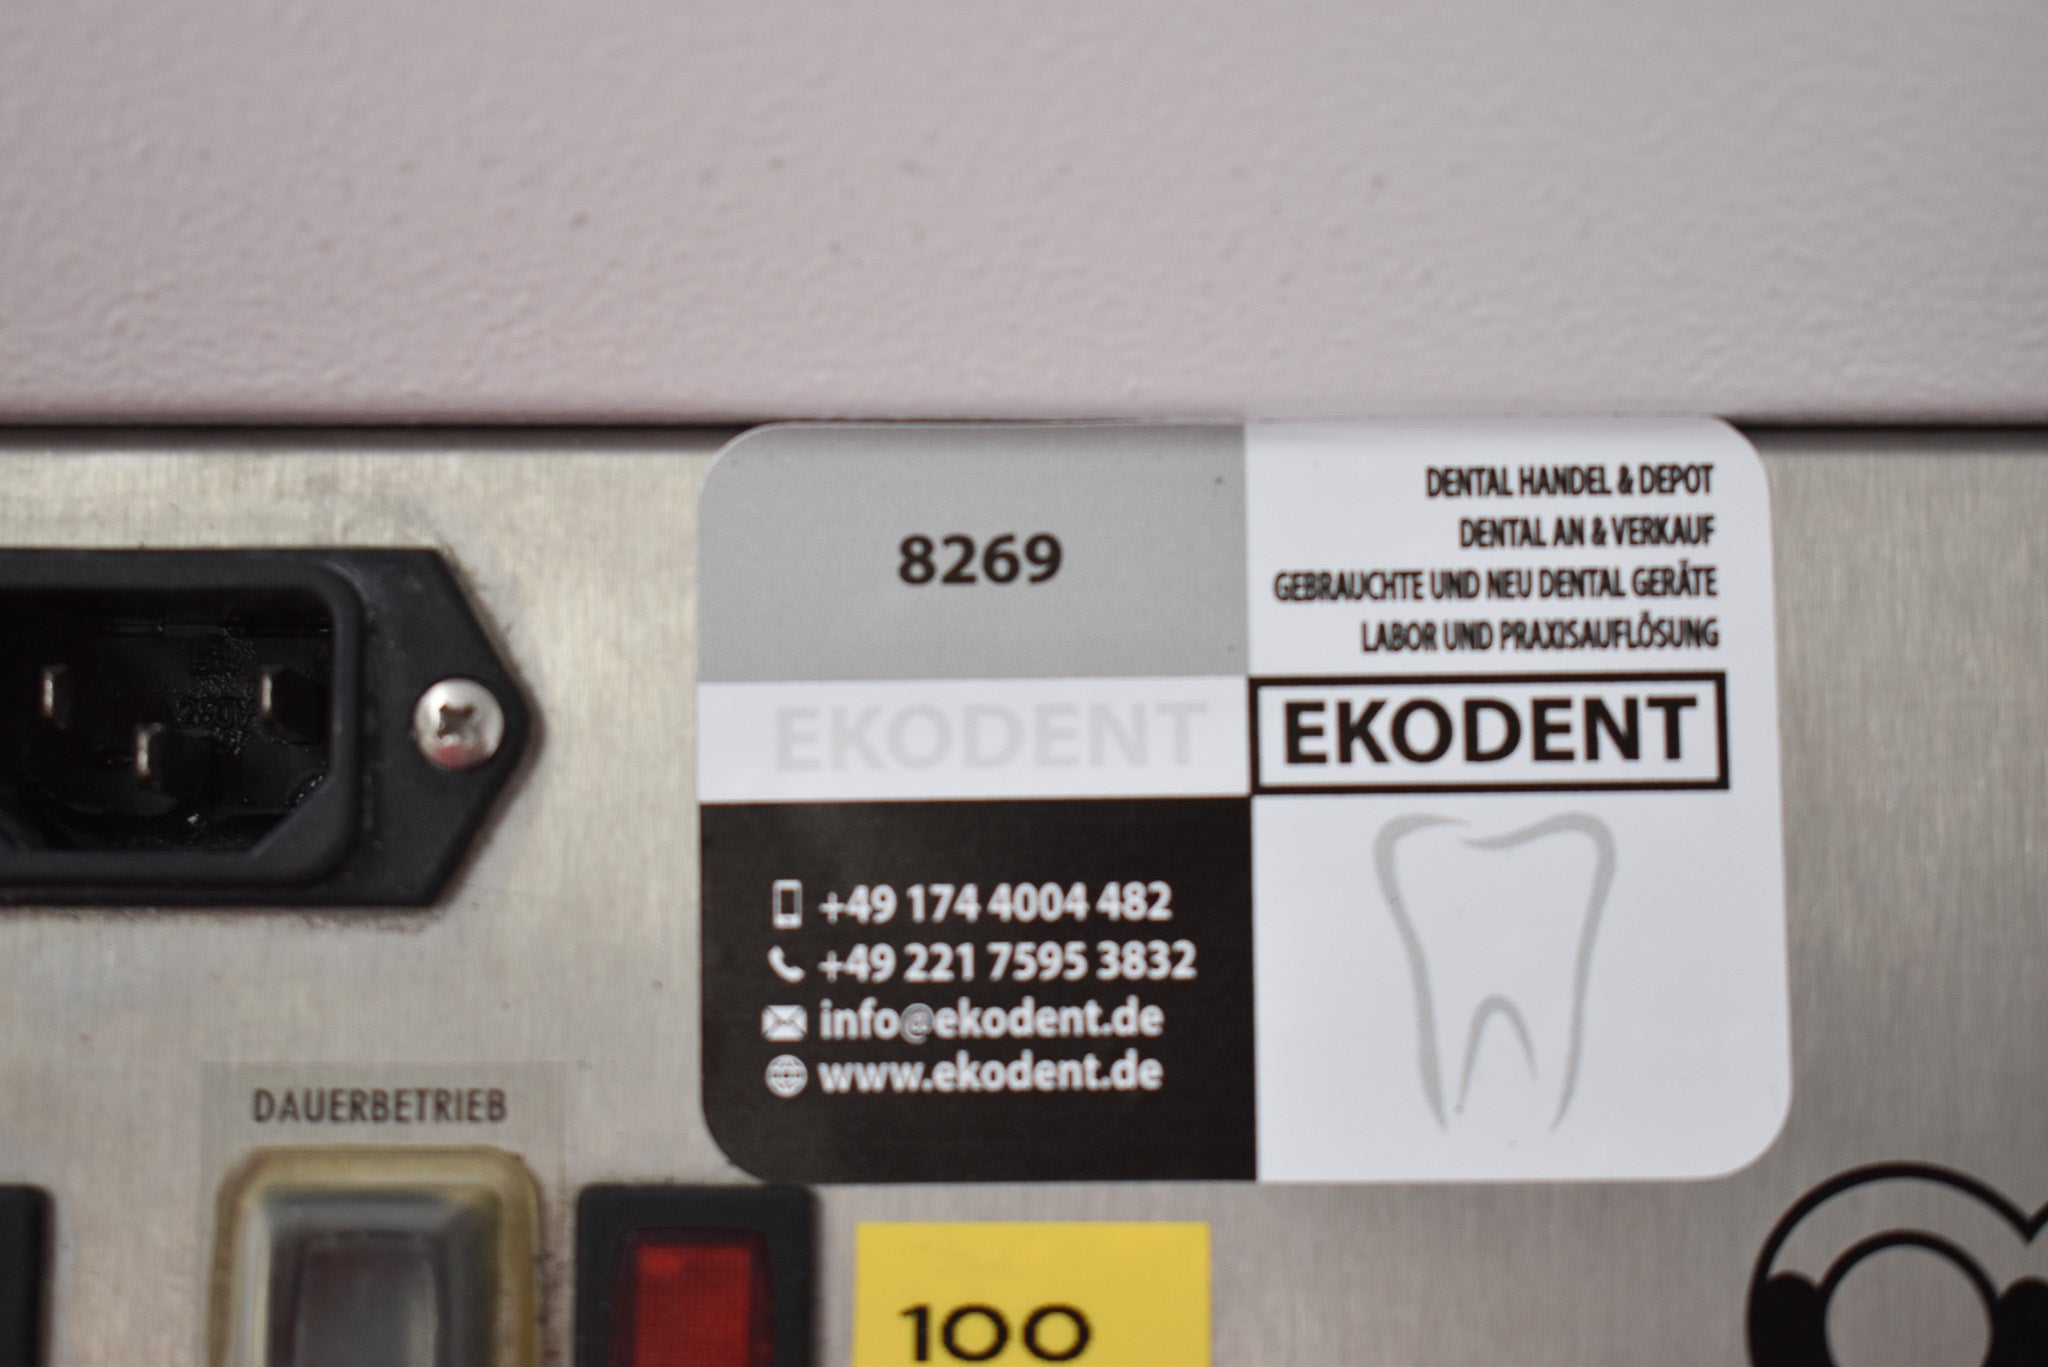 8269
DENTAL HANDEL & DEPOT
DENTAL AN & VERKAUF
GEBRAUCHTE UND NEU DENTAL GERÄTE
LABOR UND PRAXISAUFLÖSUNG
EKODENT
EKODENT
+49 174 4004 482
+49 221 7595 3832
info@ekodent.de
www.ekodent.de
250V
DAUERBETRIEB
100